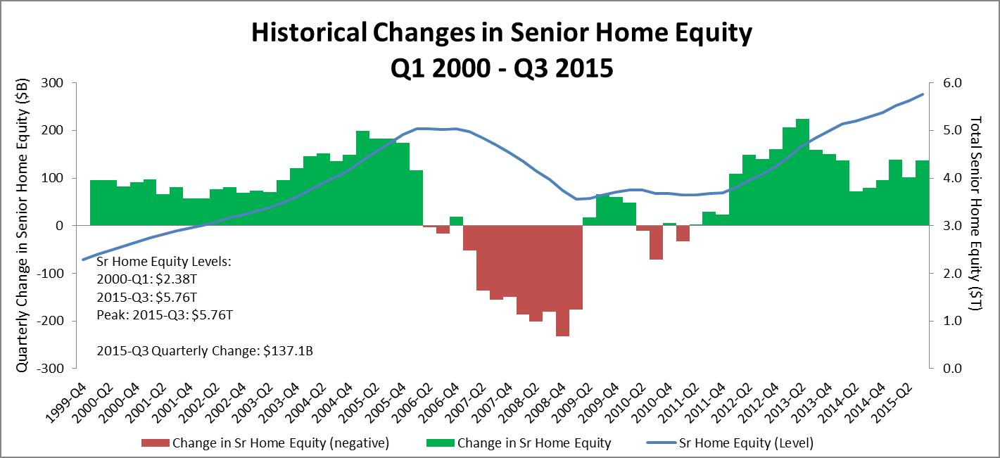 Historical Changes in Senior Home Equity
Q1 2000 - Q3 2015
Quarterly Change in Senior Home Equity ($B)
300
200
100
0
-100
-200
-300
Sr Home Equity Levels:
2000-Q1: $2.38T
2015-Q3: $5.76T
Peak: 2015-Q3: $5.76T
2015-Q3 Quarterly Change: $137.1B
6.0
5.0
4.0
3.0
2.0
1.0
0.0
Total Senior Home Equity ($T)
1999-Q4
2000-Q2
2000-Q4
2001-Q2
2001-Q4
2002-Q2
2002-Q4
2003-Q2
2003-Q4
2004-Q2
2004-Q4
2005-Q2
2005-Q4
2006-Q2
2006-Q4
2007-Q2
2007-Q4
2008-Q2
2008-Q4
2009-Q2
2009-Q4
2010-Q2
2010-Q4
2011-Q2
2011-Q4
2012-Q2
2012-Q4
2013-Q2
2013-Q4
2014-Q2
2014-Q4
2015-Q2
Change in Sr Home Equity (negative)
Change in Sr Home Equity
Sr Home Equity (Level)